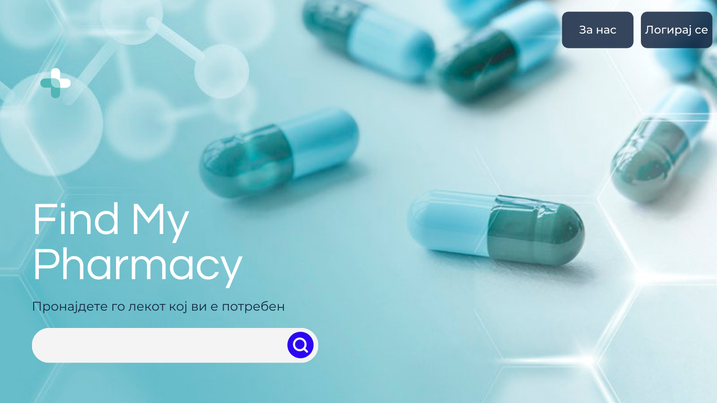 За нас
Логирај се
Find My
Pharmacy
Пронајдете го лекот кој ви е потребен